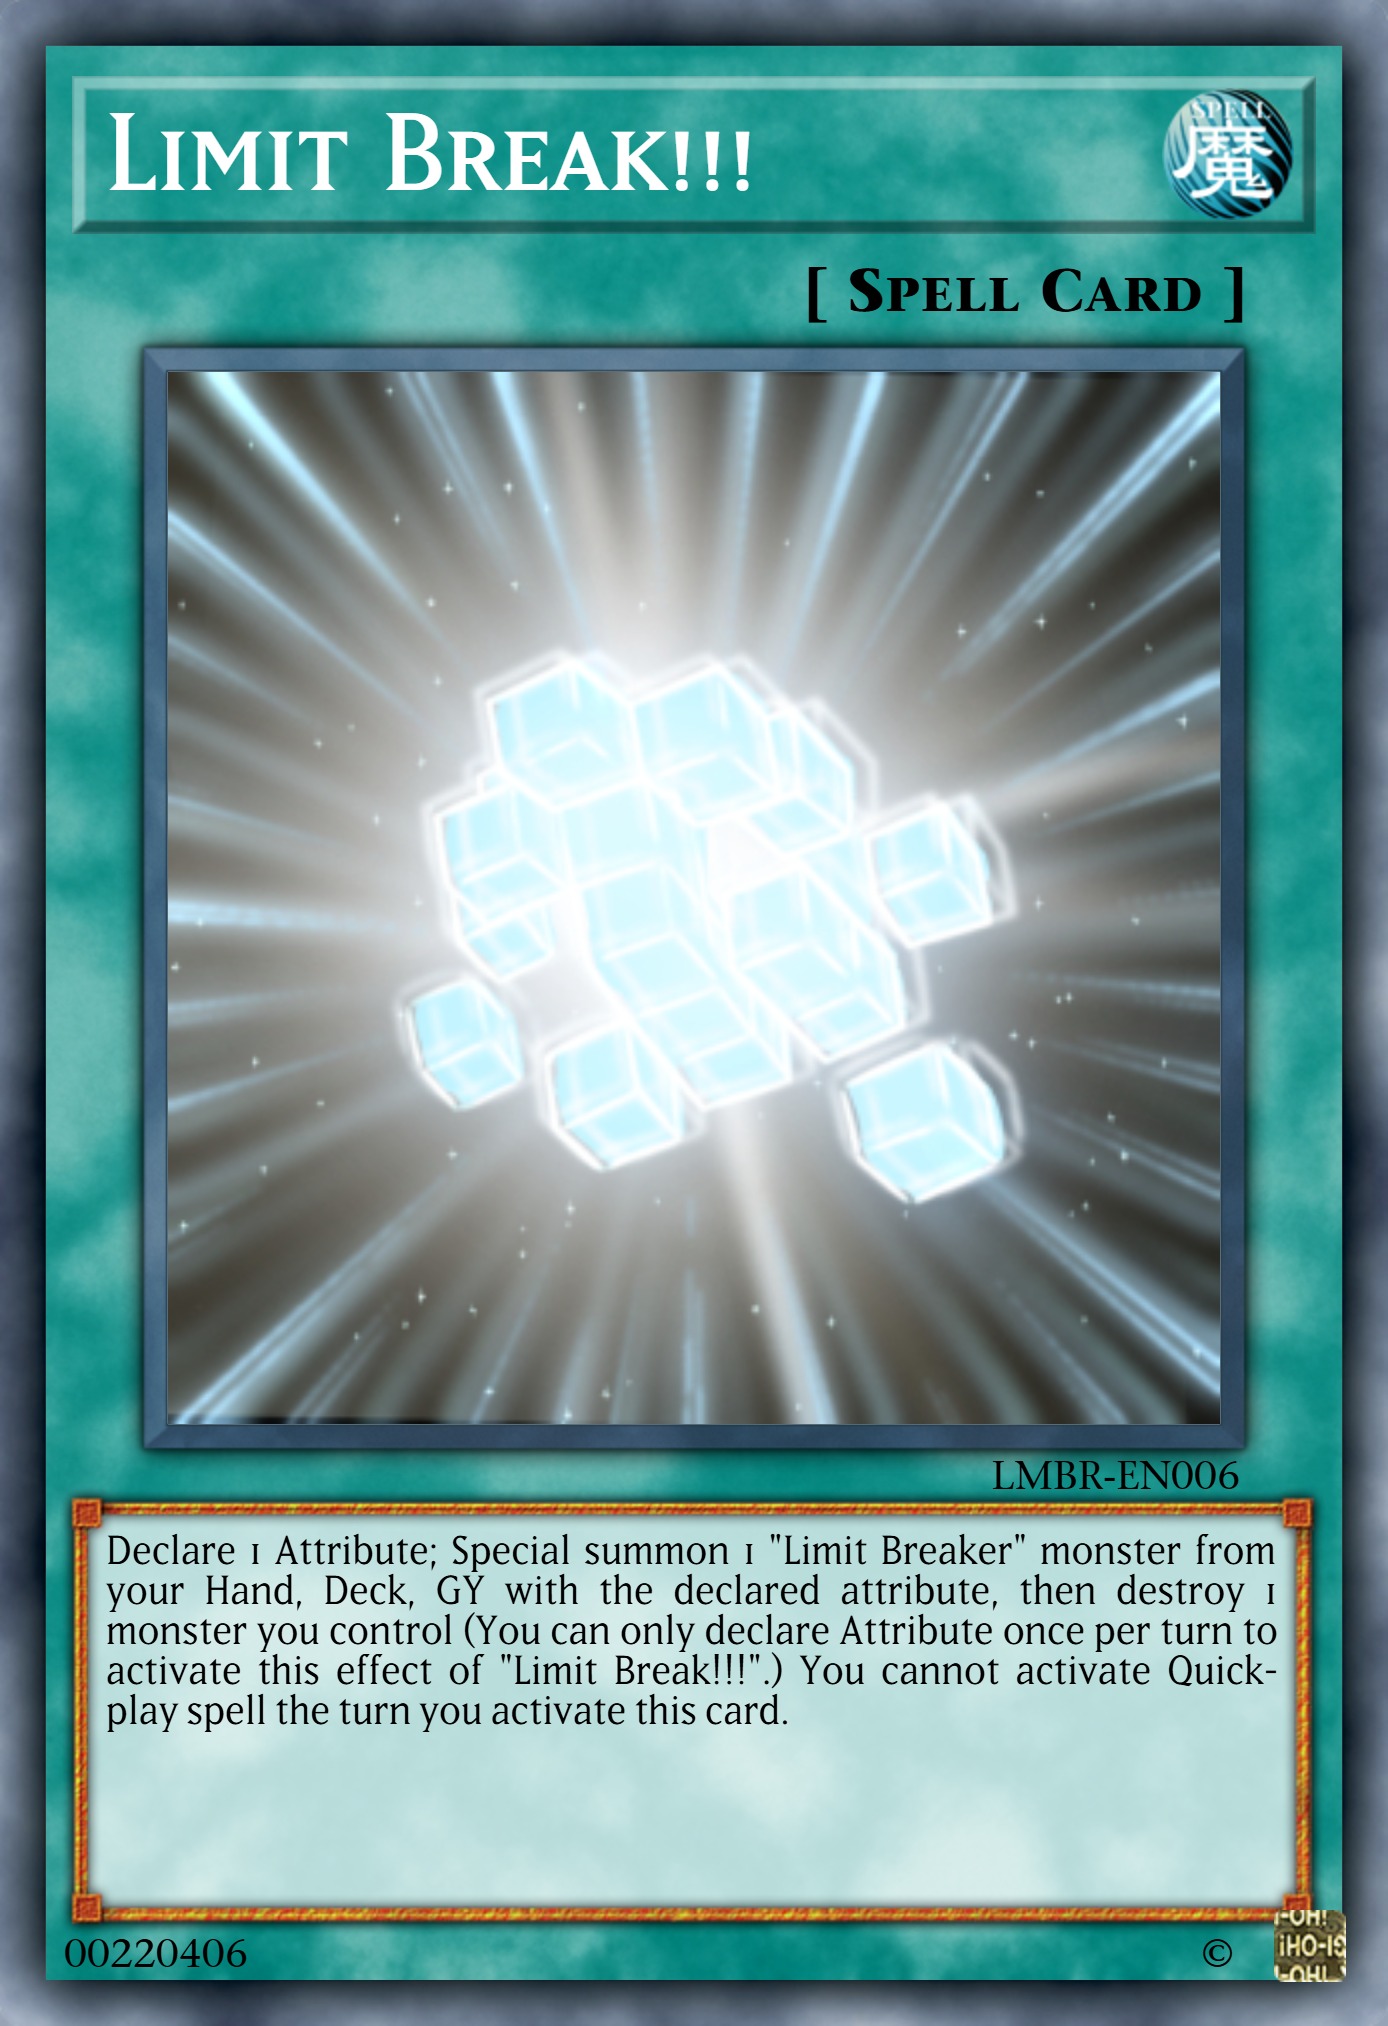 Limit Break!!!
SPELL
魔
[ Spell Card ]
LMBR-EN006
Declare 1 Attribute; Special summon 1 "Limit Breaker" monster from
your Hand, Deck, GY with the declared attribute, then destroy 1
monster you control (You can only declare Attribute once per turn to
activate this effect of "Limit Break!!!".) You cannot activate Quick-
play spell the turn you activate this card.
00220406
©